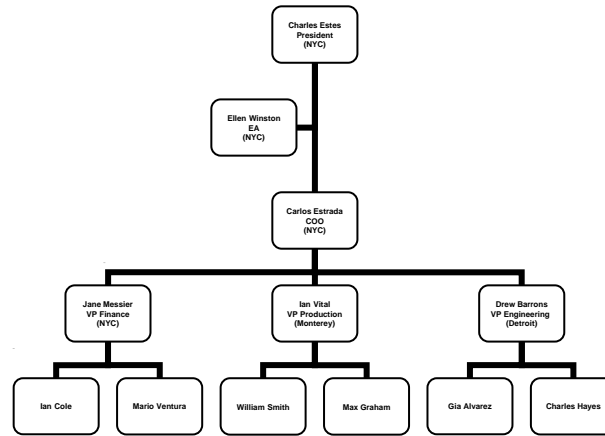 Charles Estes
President
(NYC)
Ellen Winston
EA
(NYC)
Carlos Estrada
COO
(NYC)
Jane Messier
VP Finance
(NYC)
Ian Vital
VP Production
(Monterey)
Drew Barrons
VP Engineering
(Detroit)
Ian Cole
Mario Ventura
William Smith
Max Graham
Gia Alvarez
Charles Hayes